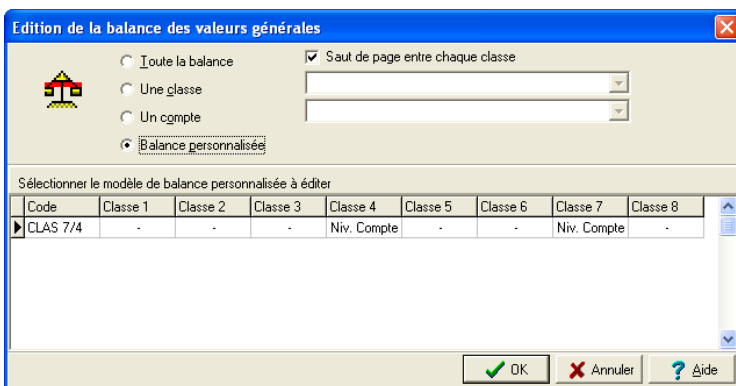 Edition de la balance des valeurs générales
Toute la balance
Saut de page entre chaque classe
Une classe
Un compte
Balance personnalisée
Sélectionner le modèle de balance personnalisée à éditer
Code Classe 1 Classe 2 Classe 3 Classe 4 Classe 5 Classe 6 Classe 7 Classe 8
CLAS 7/4 - - - Niv. Compte - - Niv. Compte -
OK Annuler ? Aide